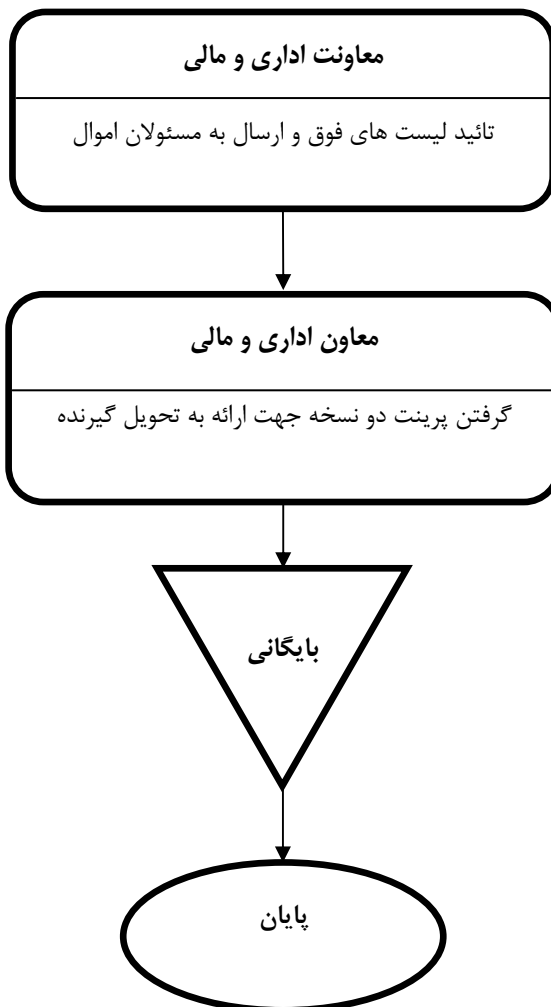 معاونت اداری و مالی
تائید لیست های فوق و ارسال به مسئولان اموال
معاون اداری و مالی
گرفتن پرینت دو نسخه جهت ارائه به تحویل گیرنده
بایگانی
پایان